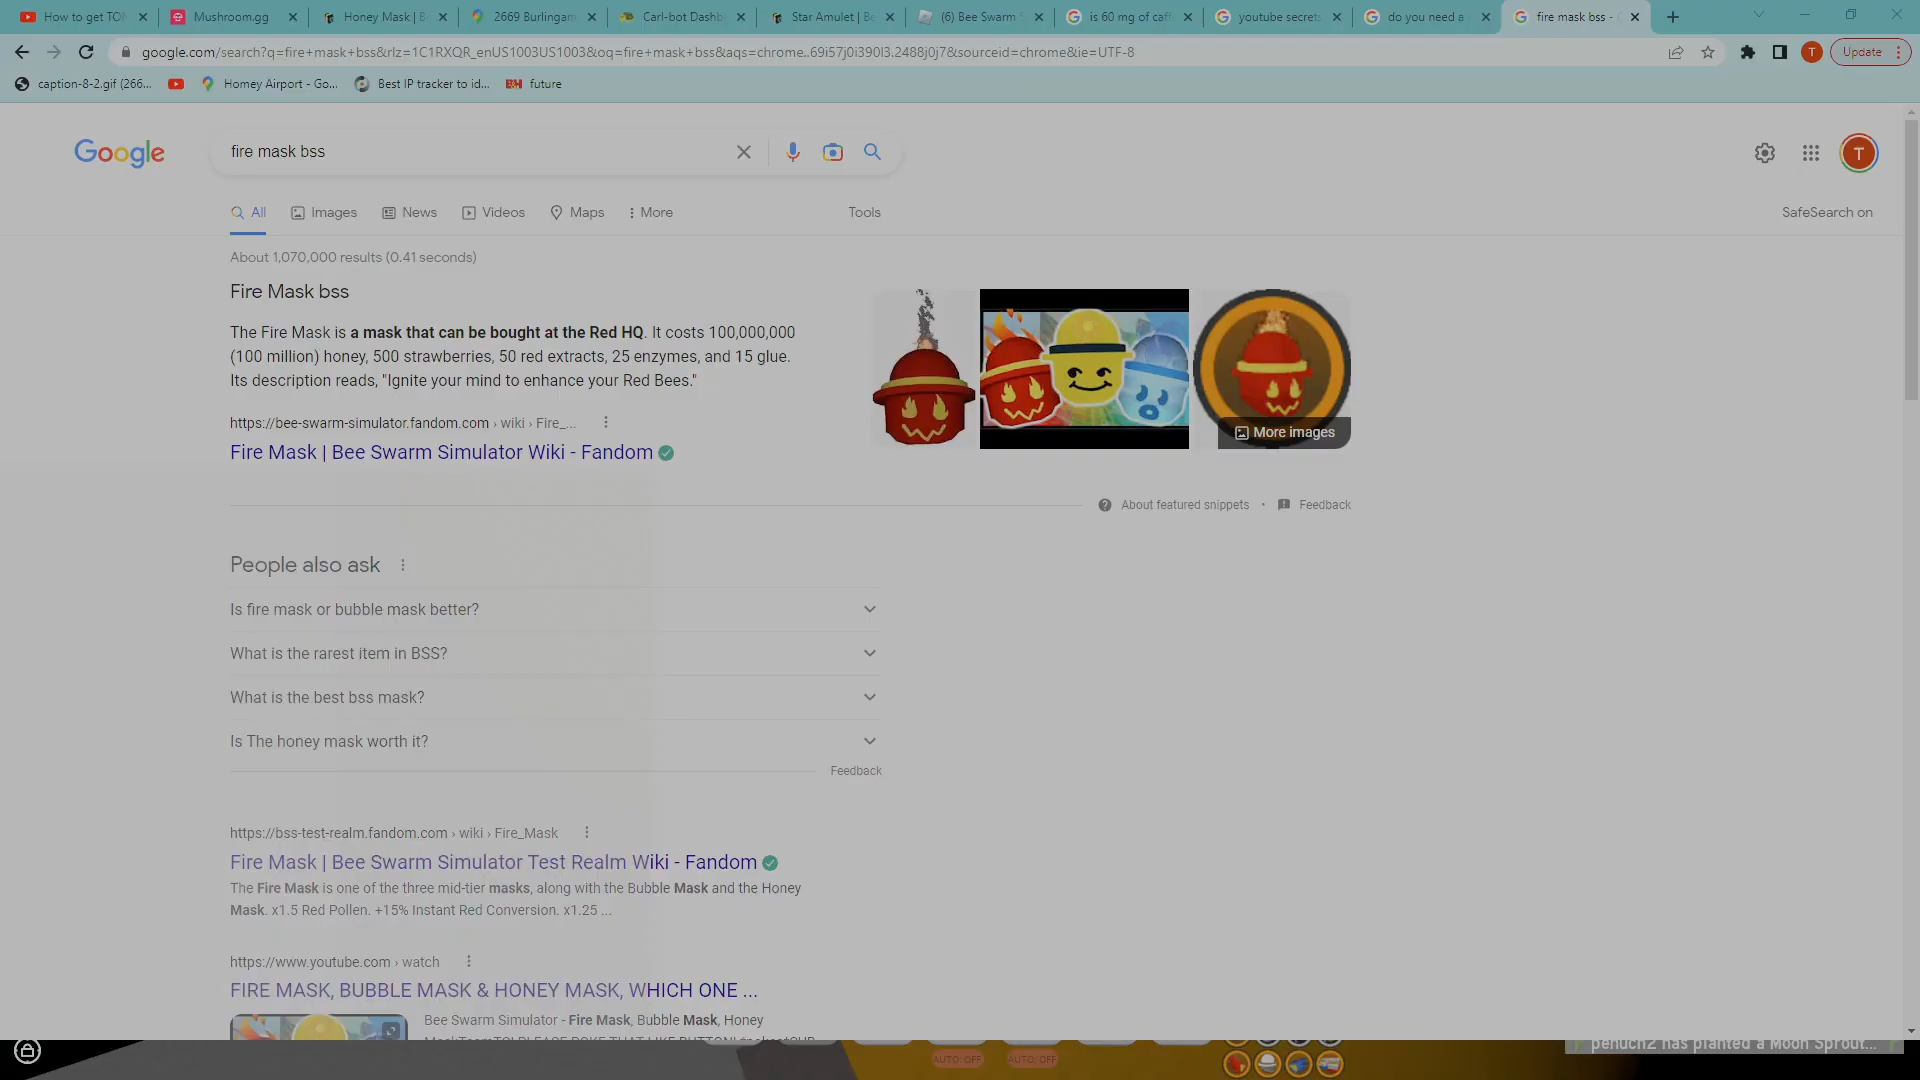 How to get TON
Mushroom.gg
Honey Mask | B
2669 Burlingam
Carl-bot Dashb
Star Amulet | Be
(6) Bee Swarm S
is 60 mg of caff
youtube secrets
do you need a
fire mask bss -
google.com/search?q=fire+mask+bss&rlz=1C1RXQR_enUS1003US1003&oq=fire+mask+bss&aqs=chrome..69i57j0i390l3.2488j0j7&sourceid=chrome&ie=UTF-8
T
Update
caption-8-2.gif (266...
Homey Airport - Go...
Best IP tracker to id...
future
Google
fire mask bss
T
All
Images
News
Videos
Maps
More
Tools
SafeSearch on
About 1,070,000 results (0.41 seconds)
Fire Mask bss
The Fire Mask is a mask that can be bought at the Red HQ. It costs 100,000,000
(100 million) honey, 500 strawberries, 50 red extracts, 25 enzymes, and 15 glue.
Its description reads, "Ignite your mind to enhance your Red Bees."
More images
https://bee-swarm-simulator.fandom.com › wiki › Fire_...
Fire Mask | Bee Swarm Simulator Wiki - Fandom
About featured snippets • Feedback
People also ask
Is fire mask or bubble mask better?
What is the rarest item in BSS?
What is the best bss mask?
Is The honey mask worth it?
Feedback
https://bss-test-realm.fandom.com › wiki › Fire_Mask
Fire Mask | Bee Swarm Simulator Test Realm Wiki - Fandom
The Fire Mask is one of the three mid-tier masks, along with the Bubble Mask and the Honey
Mask. x1.5 Red Pollen. +15% Instant Red Conversion. x1.25 ...
https://www.youtube.com › watch
FIRE MASK, BUBBLE MASK & HONEY MASK, WHICH ONE ...
Bee Swarm Simulator - Fire Mask, Bubble Mask, Honey
AUTO: OFF
AUTO: OFF
has planted a Moon Sprout...